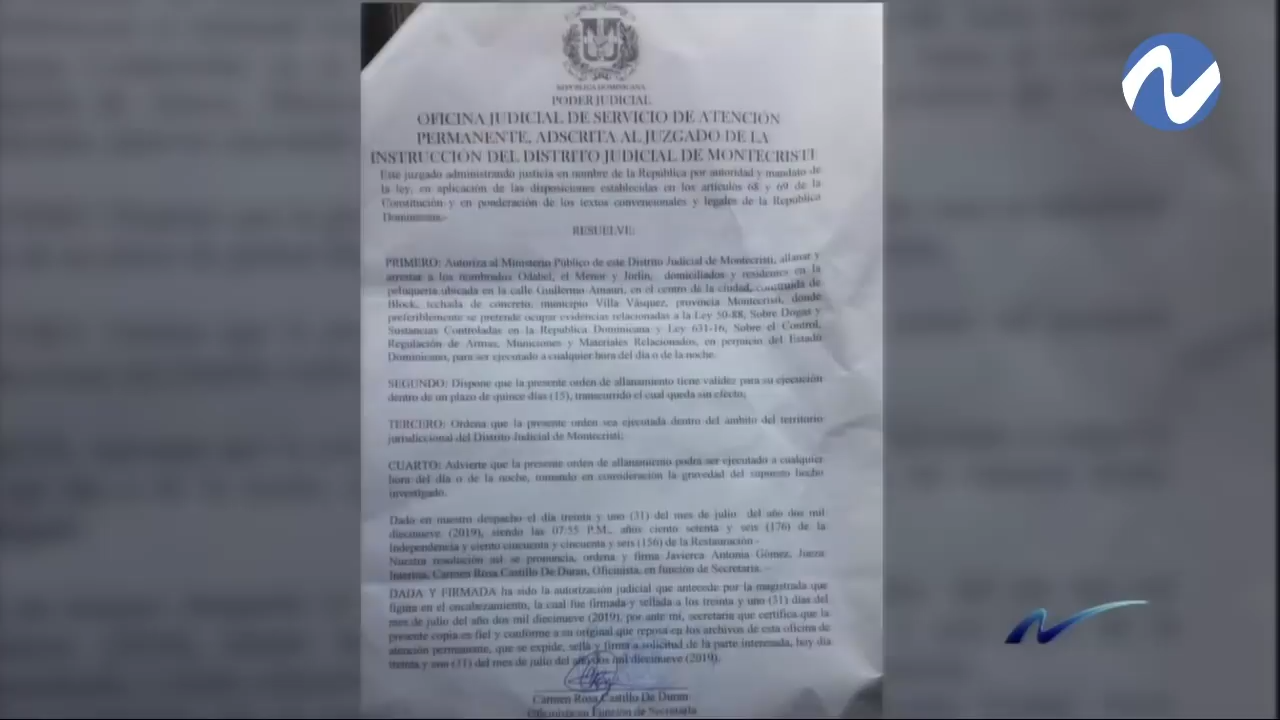 REPUBLICA DOMINICANA
PODER JUDICIAL
OFICINA JUDICIAL DE SERVICIO DE ATENCIÓN
PERMANENTE, ADSCRITA AL JUZGADO DE LA
INSTRUCCIÓN DEL DISTRITO JUDICIAL DE MONTECRISTI
Este juzgado administrando justicia en nombre de la República por autoridad y mandato de
la ley, en aplicación de las disposiciones establecidas en los artículos 68 y 69 de la
Constitución y en ponderación de los textos convencionales y legales de la República
Dominicana.-
RESUELVE:
PRIMERO: Autoriza al Ministerio Público de este Distrito Judicial de Montecristi, allanar y
arrestar a los nombrados Odabel, el Menor y Jorlin, domiciliados y residentes en la
peluquería ubicada en la calle Guillermo Amauri, en el centro de la ciudad, construida de
Block, techada de concreto, municipio Villa Vásquez, provincia Montecristi, donde
preferiblemente se pretende ocupar evidencias relacionadas a la Ley 50-88, Sobre Dogas y
Sustancias Controladas en la Republica Dominicana y Ley 631-16, Sobre el Control,
Regulación de Armas, Municiones y Materiales Relacionados, en perjuicio del Estado
Dominicano, para ser ejecutado a cualquier hora del día o de la noche.
SEGUNDO: Dispone que la presente orden de allanamiento tiene validez para su ejecución
dentro de un plazo de quince días (15), transcurrido el cual queda sin efecto;
TERCERO: Ordena que la presente orden sea ejecutada dentro del ámbito del territorio
jurisdiccional del Distrito Judicial de Montecristi;
CUARTO: Advierte que la presente orden de allanamiento podrá ser ejecutado a cualquier
hora del día o de la noche, tomando en consideración la gravedad del supuesto hecho
investigado.
Dado en nuestro despacho el día treinta y uno (31) del mes de julio del año dos mil
diecinueve (2019), siendo las 07:55 P.M., años ciento setenta y seis (176) de la
Independencia y ciento cincuenta y cincuenta y seis (156) de la Restauración.-
Nuestra resolución así se pronuncia, ordena y firma Javierca Antonia Gómez, Jueza
Interina, Carmen Rosa Castillo De Duran, Oficinista, en función de Secretaria. –
DADA Y FIRMADA ha sido la autorización judicial que antecede por la magistrada que
figura en el encabezamiento, la cual fue firmada y sellada a los treinta y uno (31) días del
mes de julio del año dos mil diecinueve (2019), por ante mí, secretaria que certifica que la
presente copia es fiel y conforme a su original que reposa en los archivos de esta oficina de
atención permanente, que se expide, sella y firma a solicitud de la parte interesada, hoy día
treinta y uno (31) del mes de julio del año dos mil diecinueve (2019).
Carmen Rosa Castillo De Duran
Oficinista en Función de Secretaria